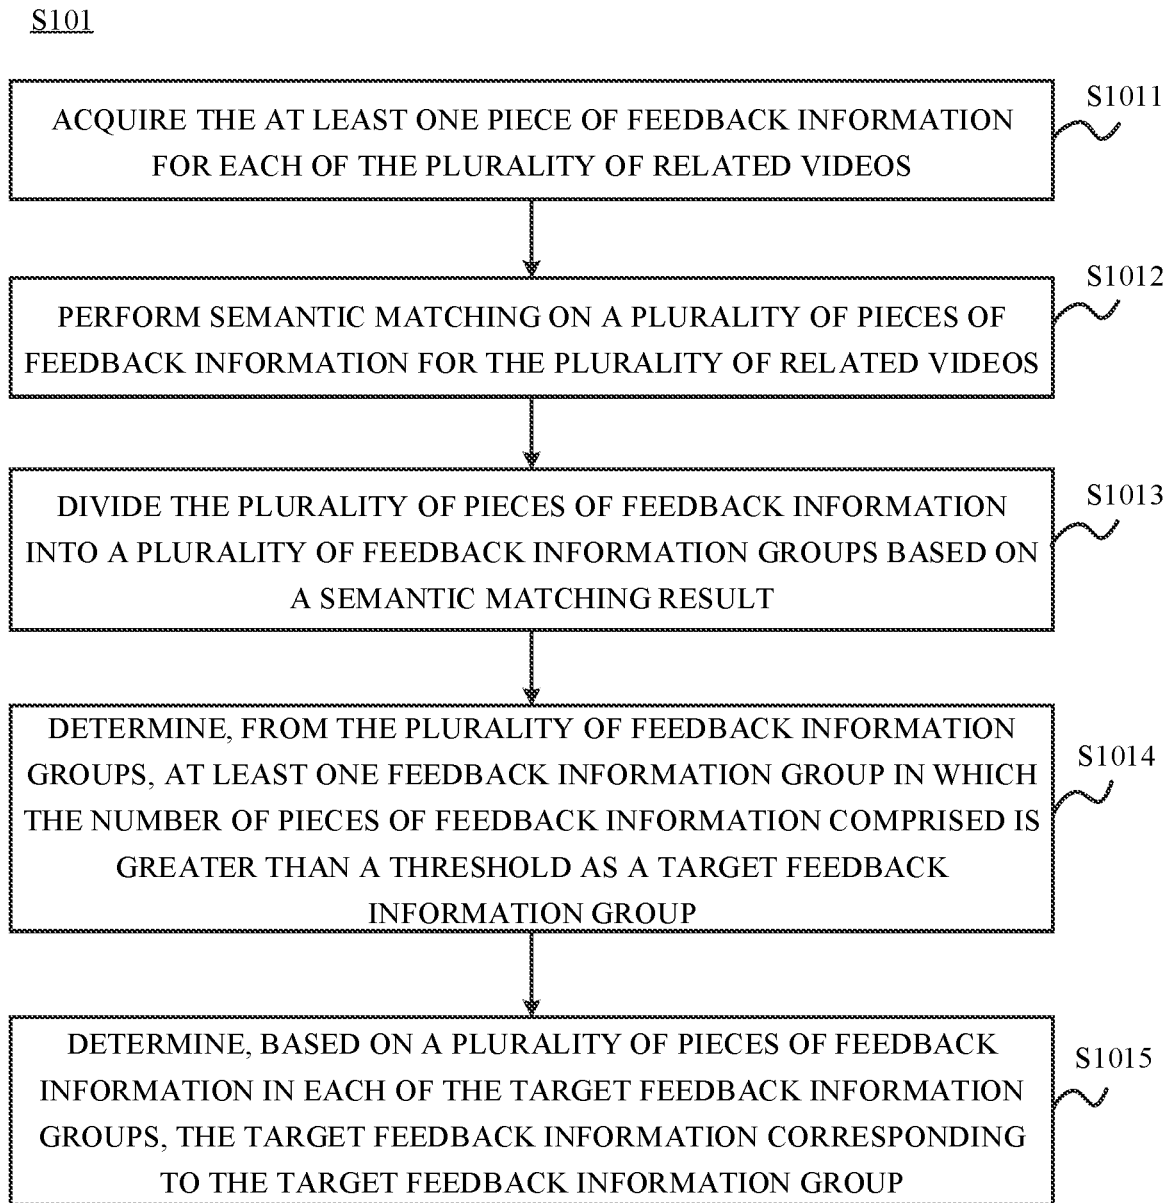 S101
S1011
ACQUIRE THE AT LEAST ONE PIECE OF FEEDBACK INFORMATION
FOR EACH OF THE PLURALITY OF RELATED VIDEOS
S1012
PERFORM SEMANTIC MATCHING ON A PLURALITY OF PIECES OF
FEEDBACK INFORMATION FOR THE PLURALITY OF RELATED VIDEOS
S1013
DIVIDE THE PLURALITY OF PIECES OF FEEDBACK INFORMATION
INTO A PLURALITY OF FEEDBACK INFORMATION GROUPS BASED ON
A SEMANTIC MATCHING RESULT
S1014
DETERMINE, FROM THE PLURALITY OF FEEDBACK INFORMATION
GROUPS, AT LEAST ONE FEEDBACK INFORMATION GROUP IN WHICH
THE NUMBER OF PIECES OF FEEDBACK INFORMATION COMPRISED IS
GREATER THAN A THRESHOLD AS A TARGET FEEDBACK
INFORMATION GROUP
S1015
DETERMINE, BASED ON A PLURALITY OF PIECES OF FEEDBACK
INFORMATION IN EACH OF THE TARGET FEEDBACK INFORMATION
GROUPS, THE TARGET FEEDBACK INFORMATION CORRESPONDING
TO THE TARGET FEEDBACK INFORMATION GROUP